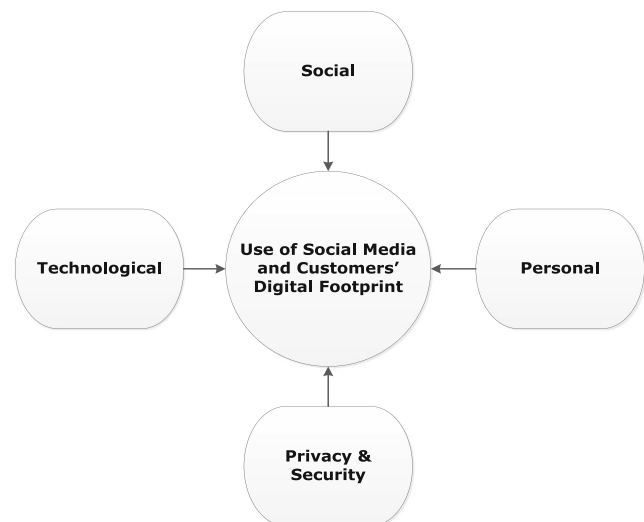 Social
Technological
Use of Social Media
and Customers’
Digital Footprint
Personal
Privacy &
Security